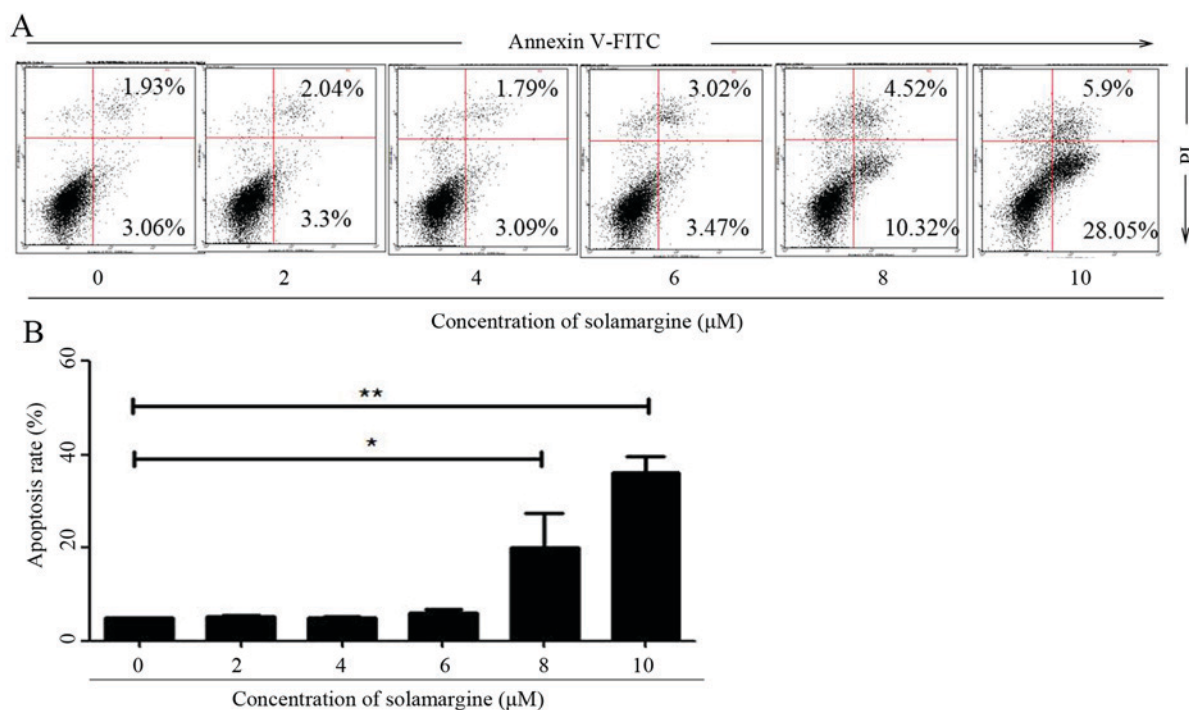 A
Annexin V-FITC
1.93% 2.04% 1.79% 3.02% 4.52% 5.9%
PI
3.06% 3.3% 3.09% 3.47% 10.32% 28.05%
0 2 4 6 8 10
Concentration of solamargine (μM)
B
Apoptosis rate (%)
60
40
20
0
**
*
0 2 4 6 8 10
Concentration of solamargine (μM)